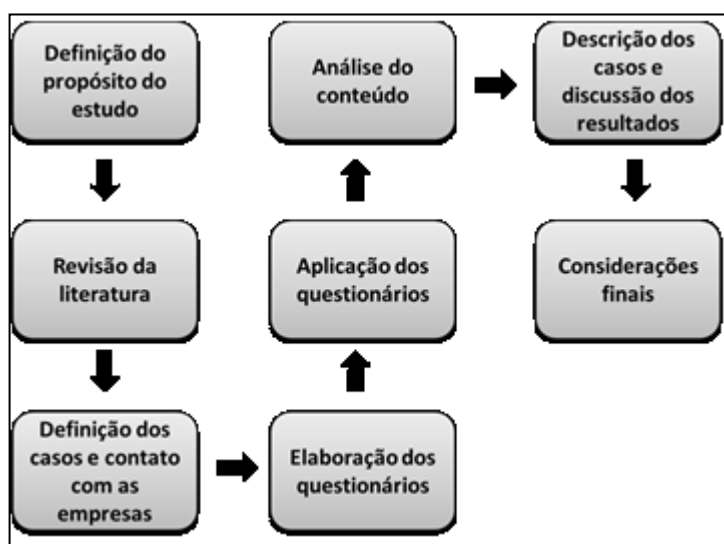 Definição do
propósito do
estudo
Revisão da
literatura
Definição dos
casos e contato
com as
empresas
Elaboração dos
questionários
Aplicação dos
questionários
Análise do
conteúdo
Descrição dos
casos e
discussão dos
resultados
Considerações
finais